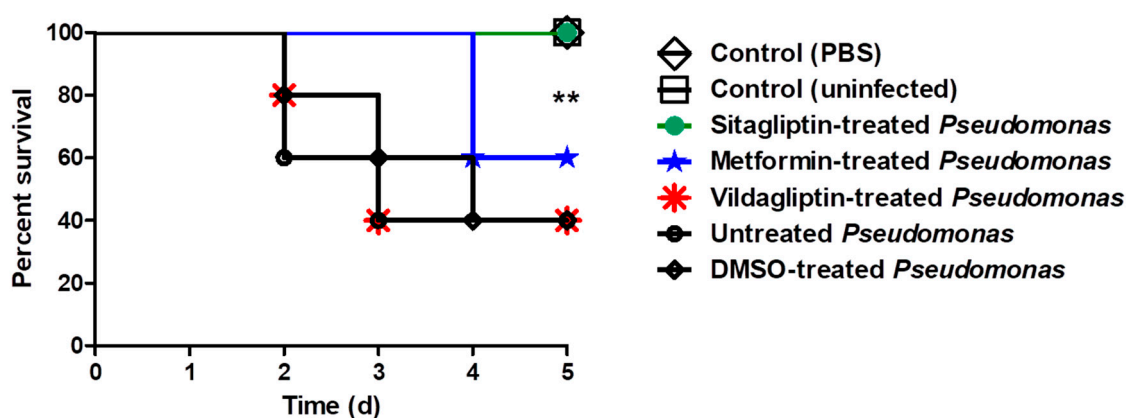 100
80
60
40
20
0
Percent survival
**
0 1 2 3 4 5
Time (d)
Control (PBS)
Control (uninfected)
Sitagliptin-treated Pseudomonas
Metformin-treated Pseudomonas
Vildagliptin-treated Pseudomonas
Untreated Pseudomonas
DMSO-treated Pseudomonas